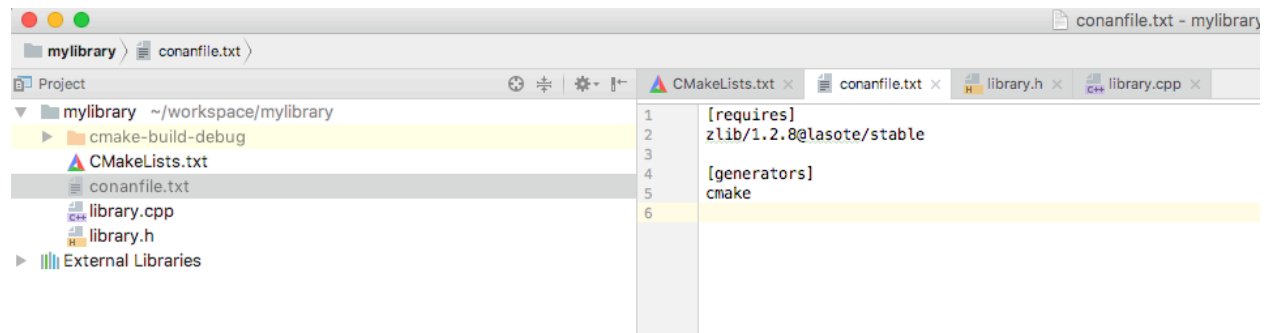 conanfile.txt - mylibrary
mylibrary conanfile.txt
Project
CMakeLists.txt conanfile.txt library.h library.cpp
mylibrary ~/workspace/mylibrary
cmake-build-debug
CMakeLists.txt
conanfile.txt
library.cpp
library.h
External Libraries
1 [requires]
2 zlib/1.2.8@lasote/stable
3
4 [generators]
5 cmake
6